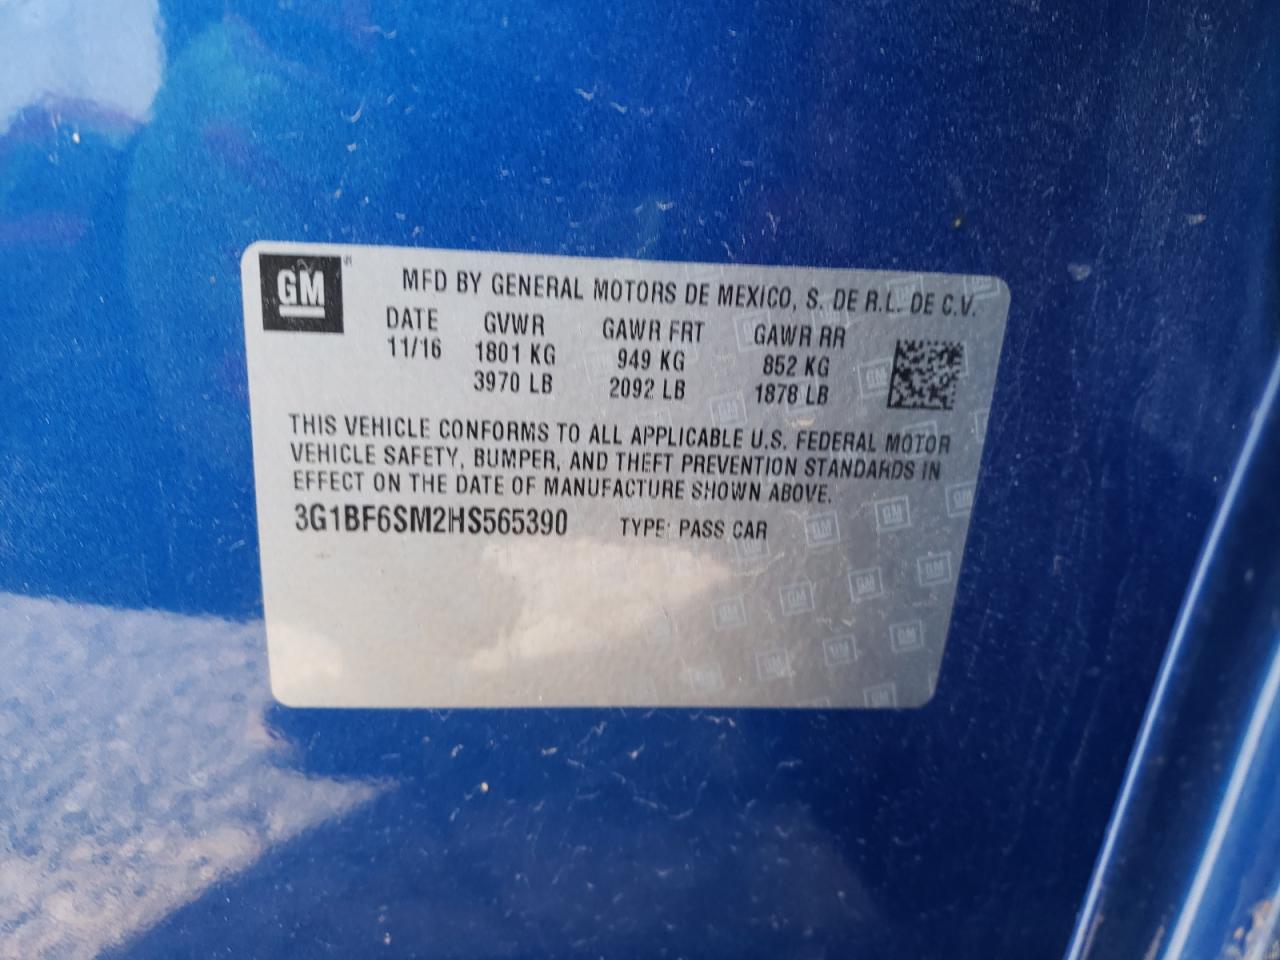 GM
MFD BY GENERAL MOTORS DE MEXICO, S. DE R.L. DE C.V.
DATE GVWR GAWR FRT GAWR RR
11/16 1801 KG 949 KG 852 KG
3970 LB 2092 LB 1878 LB
THIS VEHICLE CONFORMS TO ALL APPLICABLE U.S. FEDERAL MOTOR
VEHICLE SAFETY, BUMPER, AND THEFT PREVENTION STANDARDS IN
EFFECT ON THE DATE OF MANUFACTURE SHOWN ABOVE.
3G1BF6SM2HS565390 TYPE: PASS CAR